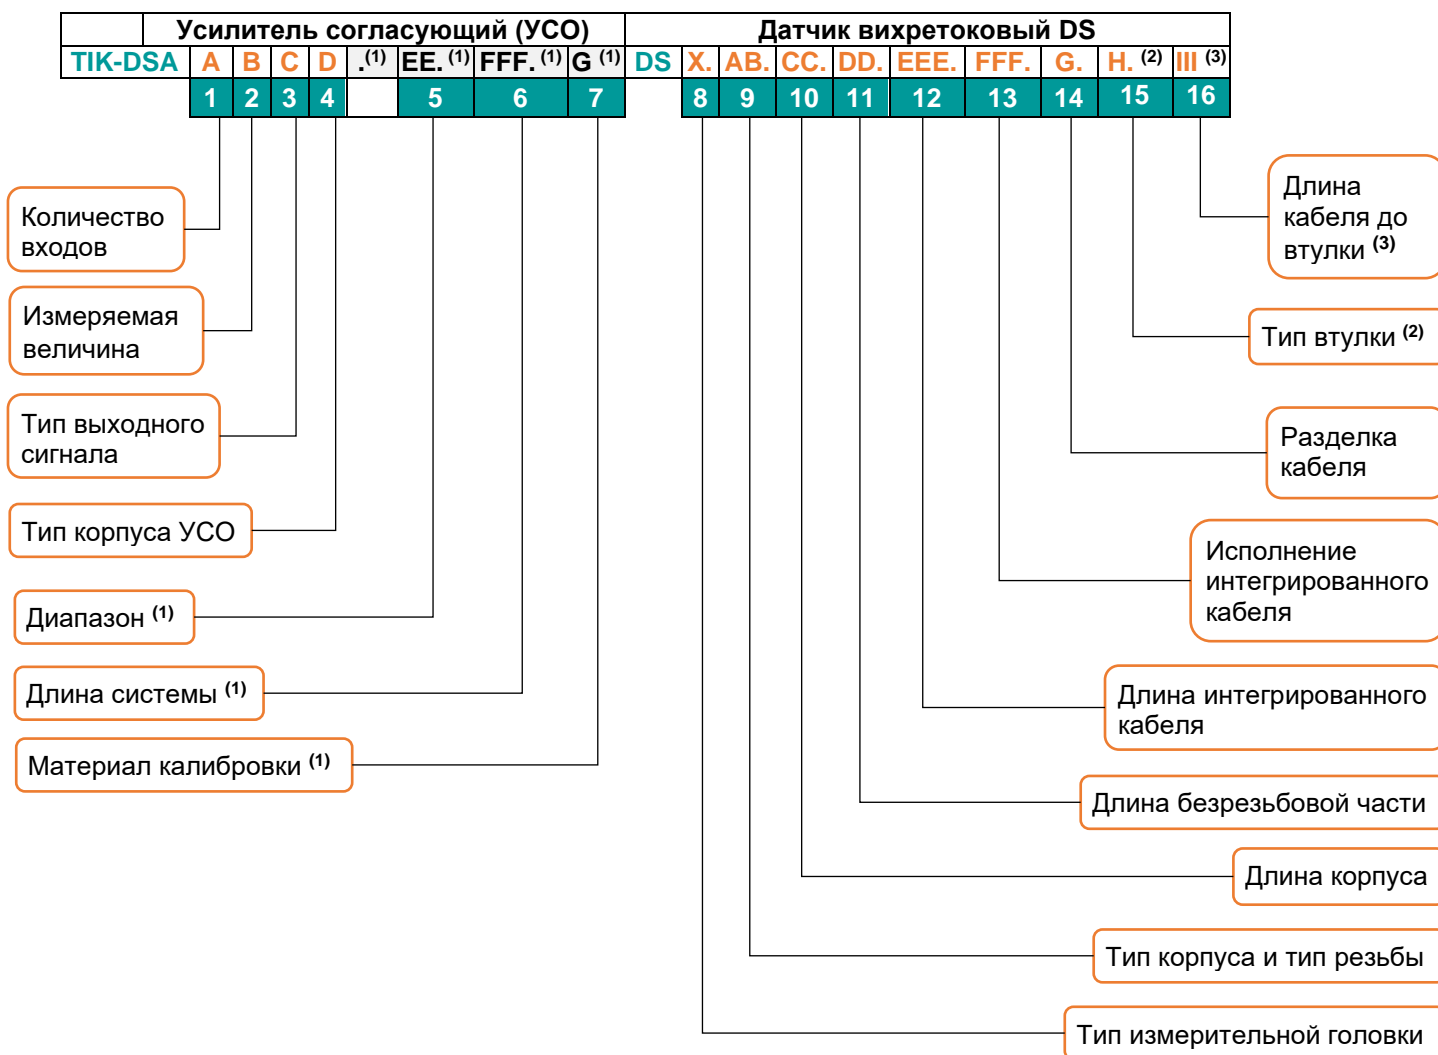 Усилитель согласующий (УСО) Датчик вихретоковый DS
TIK-DSA A B C D .(1) EE. (1) FFF. (1) G (1) DS X. AB. CC. DD. EEE. FFF. G. H. (2) III (3)
1 2 3 4 5 6 7 8 9 10 11 12 13 14 15 16
Количество
входов
Измеряемая
величина
Тип выходного
сигнала
Тип корпуса УСО
Диапазон (1)
Длина системы (1)
Материал калибровки (1)
Длина
кабеля до
втулки (3)
Тип втулки (2)
Разделка
кабеля
Исполнение
интегрированного
кабеля
Длина интегрированного
кабеля
Длина безрезьбовой части
Длина корпуса
Тип корпуса и тип резьбы
Тип измерительной головки